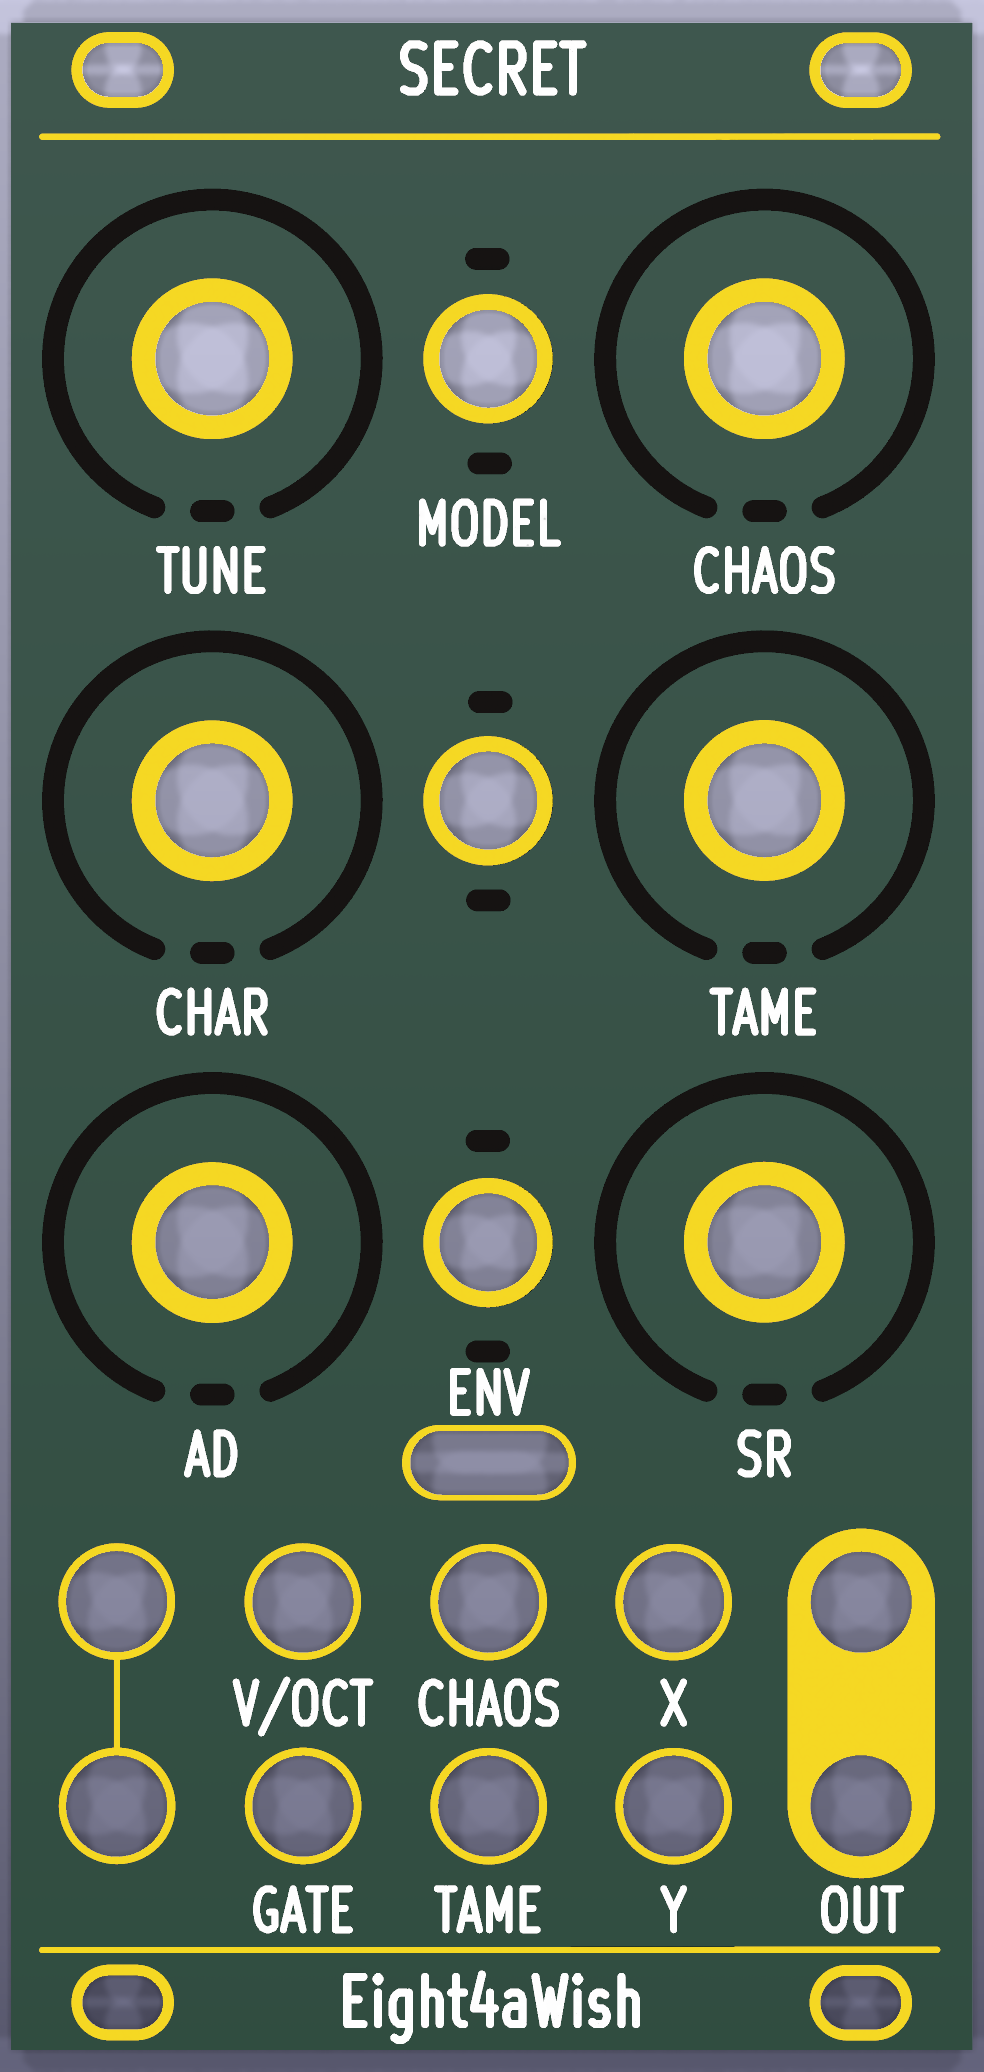 SECRET
MODEL
TUNE
CHAOS
CHAR
TAME
ENV
AD
SR
V/OCT
CHAOS
X
GATE
TAME
Y
OUT
Eight4aWish